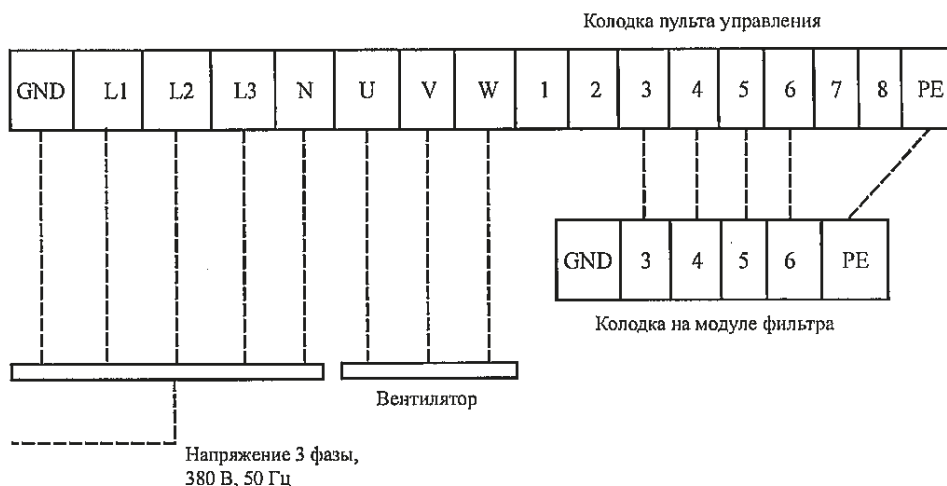 Колодка пульта управления
GND L1 L2 L3 N U V W 1 2 3 4 5 6 7 8 PE
GND 3 4 5 6 PE
Колодка на модуле фильтра
Вентилятор
Напряжение 3 фазы,
380 В, 50 Гц